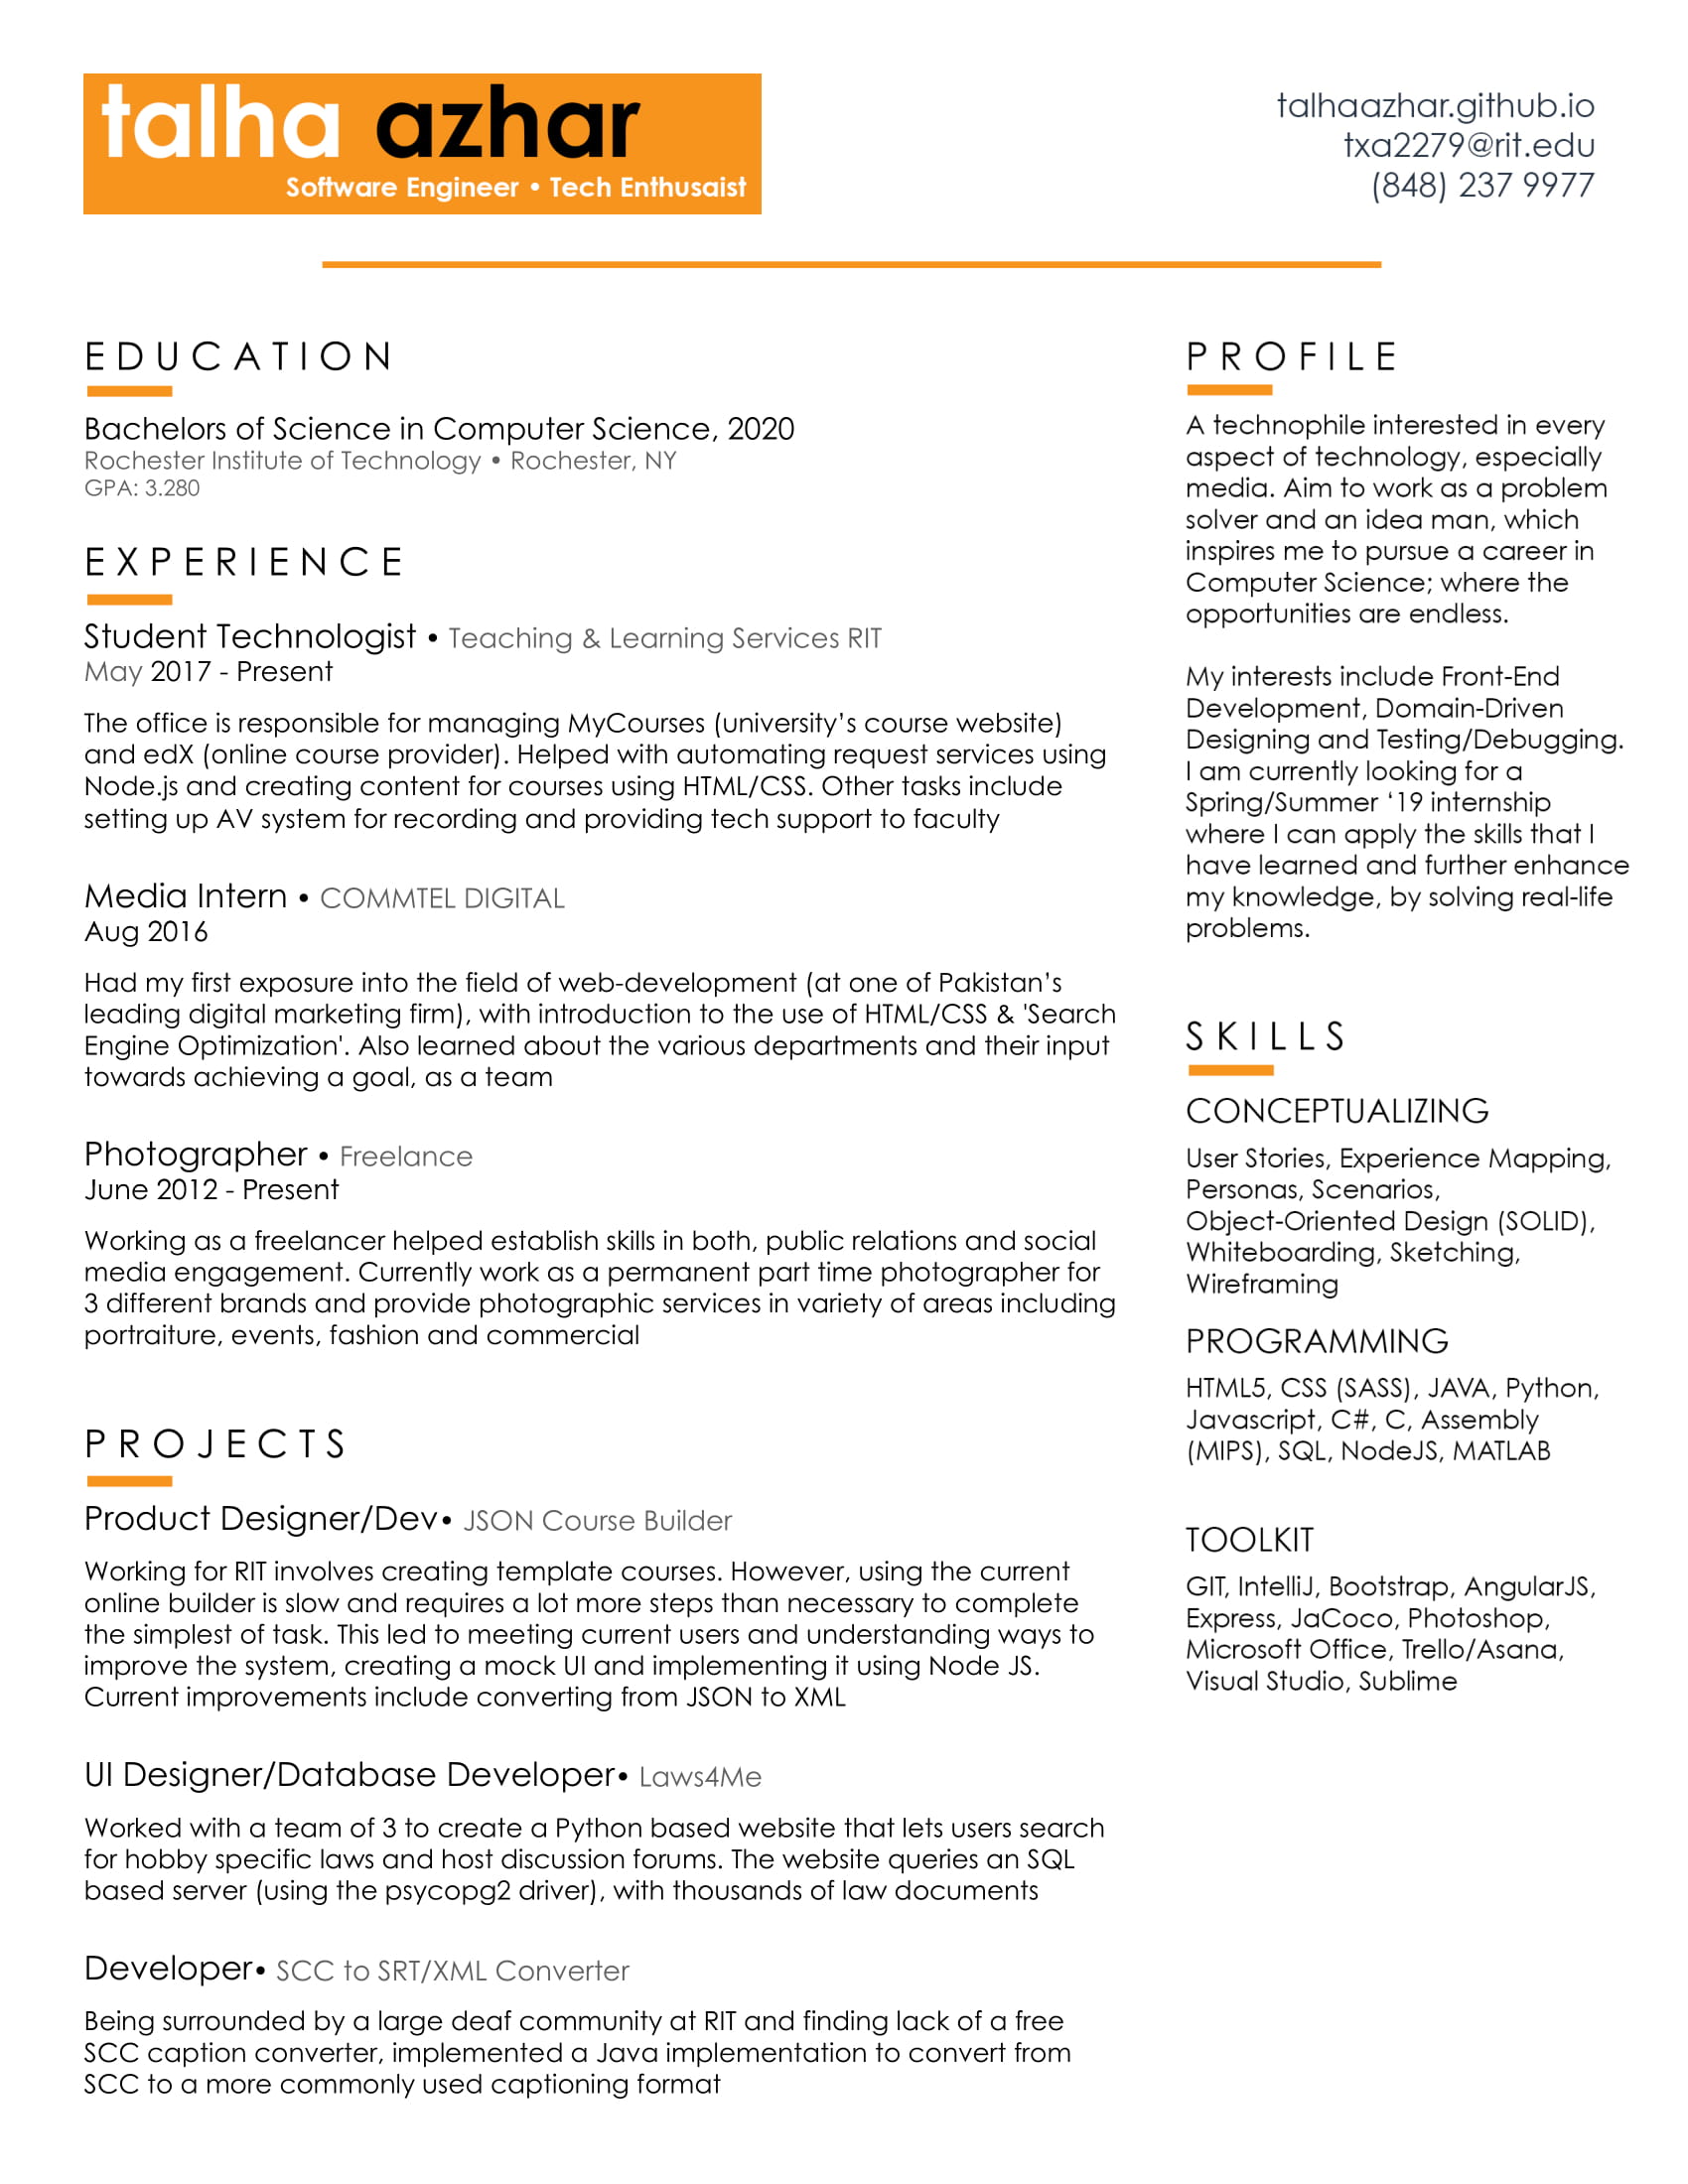 talha azhar
Software Engineer • Tech Enthusaist
talhaazhar.github.io
txa2279@rit.edu
(848) 237 9977
EDUCATION
Bachelors of Science in Computer Science, 2020
Rochester Institute of Technology • Rochester, NY
GPA: 3.280
EXPERIENCE
Student Technologist • Teaching & Learning Services RIT
May 2017 - Present
The office is responsible for managing MyCourses (university’s course website)
and edX (online course provider). Helped with automating request services using
Node.js and creating content for courses using HTML/CSS. Other tasks include
setting up AV system for recording and providing tech support to faculty
Media Intern • COMMTEL DIGITAL
Aug 2016
Had my first exposure into the field of web-development (at one of Pakistan’s
leading digital marketing firm), with introduction to the use of HTML/CSS & 'Search
Engine Optimization'. Also learned about the various departments and their input
towards achieving a goal, as a team
Photographer • Freelance
June 2012 - Present
Working as a freelancer helped establish skills in both, public relations and social
media engagement. Currently work as a permanent part time photographer for
3 different brands and provide photographic services in variety of areas including
portraiture, events, fashion and commercial
PROJECTS
Product Designer/Dev• JSON Course Builder
Working for RIT involves creating template courses. However, using the current
online builder is slow and requires a lot more steps than necessary to complete
the simplest of task. This led to meeting current users and understanding ways to
improve the system, creating a mock UI and implementing it using Node JS.
Current improvements include converting from JSON to XML
UI Designer/Database Developer• Laws4Me
Worked with a team of 3 to create a Python based website that lets users search
for hobby specific laws and host discussion forums. The website queries an SQL
based server (using the psycopg2 driver), with thousands of law documents
Developer• SCC to SRT/XML Converter
Being surrounded by a large deaf community at RIT and finding lack of a free
SCC caption converter, implemented a Java implementation to convert from
SCC to a more commonly used captioning format
PROFILE
A technophile interested in every
aspect of technology, especially
media. Aim to work as a problem
solver and an idea man, which
inspires me to pursue a career in
Computer Science; where the
opportunities are endless.
My interests include Front-End
Development, Domain-Driven
Designing and Testing/Debugging.
I am currently looking for a
Spring/Summer ‘19 internship
where I can apply the skills that I
have learned and further enhance
my knowledge, by solving real-life
problems.
SKILLS
CONCEPTUALIZING
User Stories, Experience Mapping,
Personas, Scenarios,
Object-Oriented Design (SOLID),
Whiteboarding, Sketching,
Wireframing
PROGRAMMING
HTML5, CSS (SASS), JAVA, Python,
Javascript, C#, C, Assembly
(MIPS), SQL, NodeJS, MATLAB
TOOLKIT
GIT, IntelliJ, Bootstrap, AngularJS,
Express, JaCoco, Photoshop,
Microsoft Office, Trello/Asana,
Visual Studio, Sublime